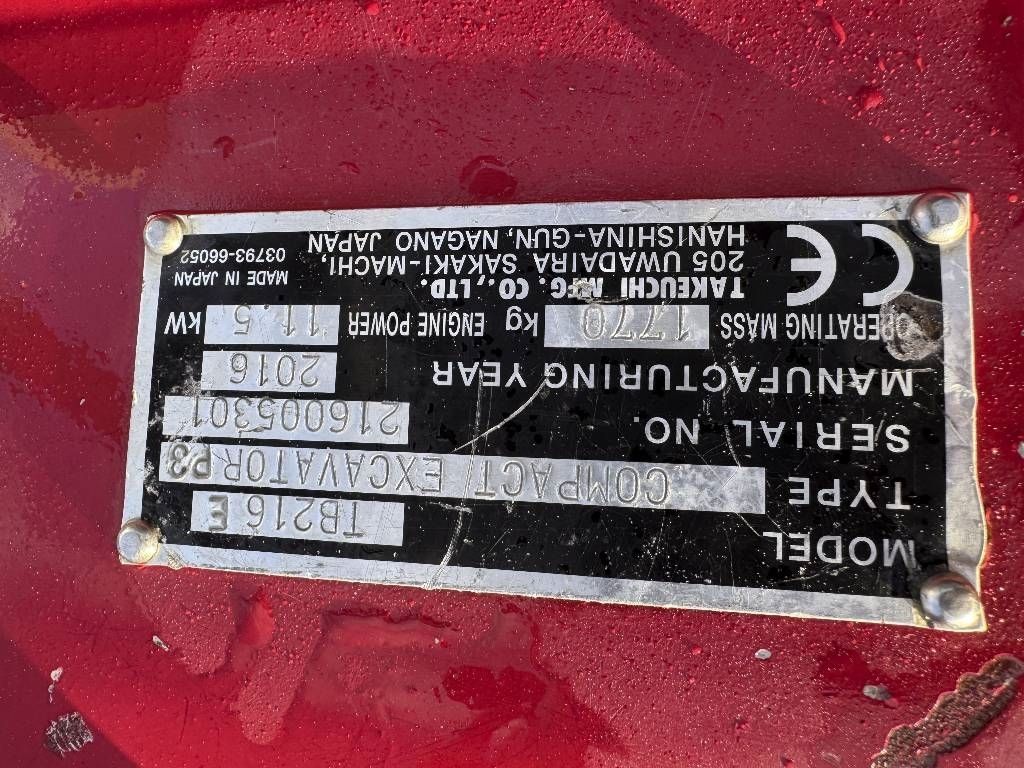 MODEL TB216 E
TYPE COMPACT EXCAVATOR P3
SERIAL NO. 216005301
MANUFACTURING YEAR 2016
OPERATING MASS 1770 kg ENGINE POWER 11.5 kW
CE TAKEUCHI MFG. CO.,LTD.
205 UWADAIRA SAKAKI-MACHI, MADE IN JAPAN
HANISHINA-GUN, NAGANO JAPAN 03793-66052